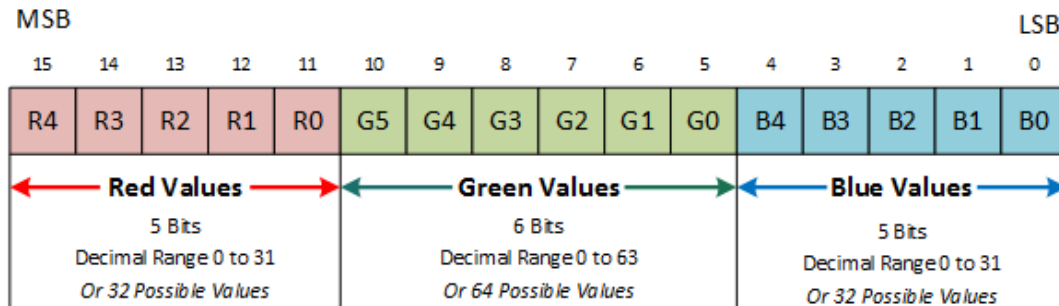 MSB LSB
15 14 13 12 11 10 9 8 7 6 5 4 3 2 1 0
R4 R3 R2 R1 R0 G5 G4 G3 G2 G1 G0 B4 B3 B2 B1 B0
Red Values Green Values Blue Values
5 Bits 6 Bits 5 Bits
Decimal Range 0 to 31 Decimal Range 0 to 63 Decimal Range 0 to 31
Or 32 Possible Values Or 64 Possible Values Or 32 Possible Values